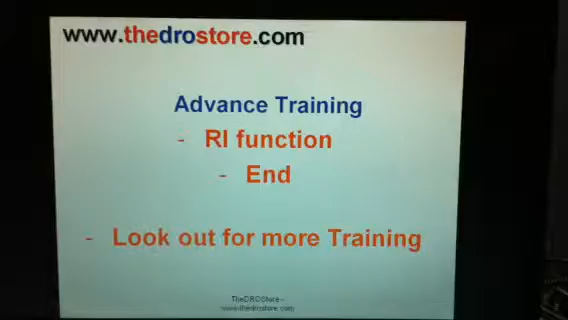 www.thedrostore.com
Advance Training
- RI function
- End
- Look out for more Training
TheDROStore -
www.thedrostore.com